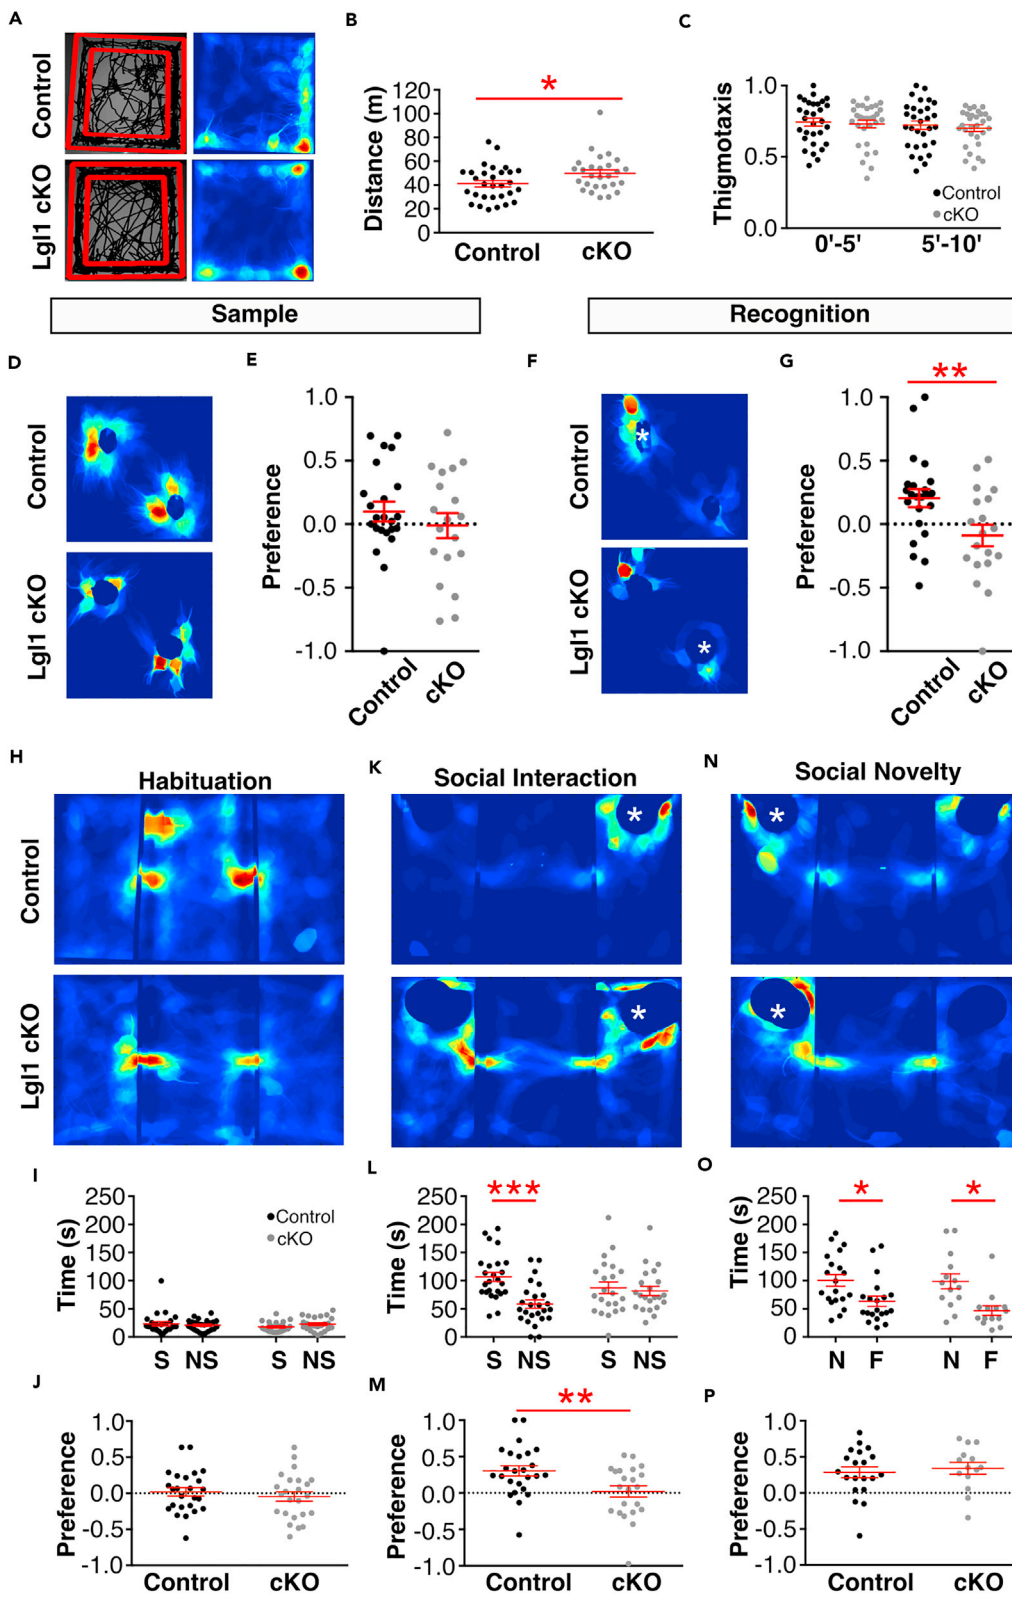 A
Control
Lgl1 cKO
B
*
Distance (m)
120
100
80
60
40
20
0
Control cKO
C
Thigmotaxis
1.0
0.5
0.0
Control
cKO
0'-5' 5'-10'
Sample
Recognition
D
Control
Lgl1 cKO
E
Preference
1.0
0.5
0.0
-0.5
-1.0
Control cKO
F
Control
*
Lgl1 cKO
*
G
**
Preference
1.0
0.5
0.0
-0.5
-1.0
Control cKO
H
Habituation
Control
Lgl1 cKO
K
Social Interaction
*
*
N
Social Novelty
*
*
I
Time (s)
250
200
150
100
50
0
Control
cKO
S NS S NS
L
***
Time (s)
250
200
150
100
50
0
S NS S NS
O
* *
Time (s)
250
200
150
100
50
0
N F N F
J
Preference
1.0
0.5
0.0
-0.5
-1.0
Control cKO
M
**
Preference
1.0
0.5
0.0
-0.5
-1.0
Control cKO
P
Preference
1.0
0.5
0.0
-0.5
-1.0
Control cKO